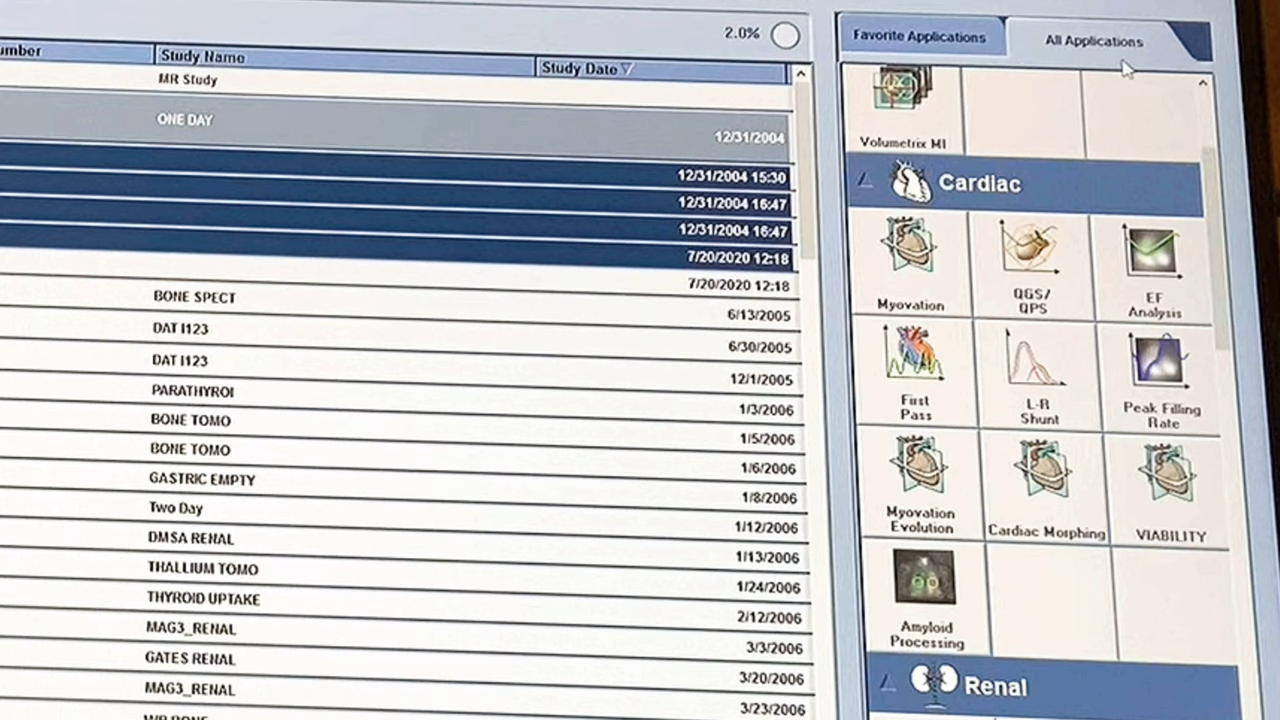 2.0%
umber Study Name Study Date
MR Study
ONE DAY 12/31/2004
12/31/2004 15:30
12/31/2004 16:47
12/31/2004 16:47
7/20/2020 12:18
7/20/2020 12:18
BONE SPECT 6/13/2005
DAT I123 6/30/2005
DAT I123 12/1/2005
PARATHYROI 1/3/2006
BONE TOMO 1/5/2006
BONE TOMO 1/6/2006
GASTRIC EMPTY 1/8/2006
Two Day 1/12/2006
DMSA RENAL 1/13/2006
THALLIUM TOMO 1/24/2006
THYROID UPTAKE 2/12/2006
MAG3_RENAL 3/3/2006
GATES RENAL 3/20/2006
MAG3_RENAL 3/23/2006
Favorite Applications All Applications
Volumetrix MI
Cardiac
Myovation
QGS/
QPS
EF
Analysis
First
Pass
L-R
Shunt
Peak Filling
Rate
Myovation
Evolution
Cardiac Morphing
VIABILITY
Amyloid
Processing
Renal